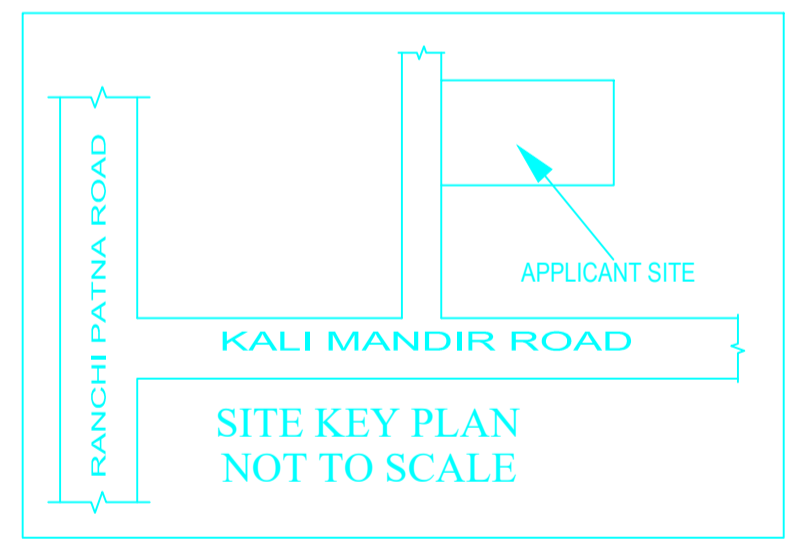 RANCHI PATNA ROAD
APPLICANT SITE
KALI MANDIR ROAD
SITE KEY PLAN
NOT TO SCALE